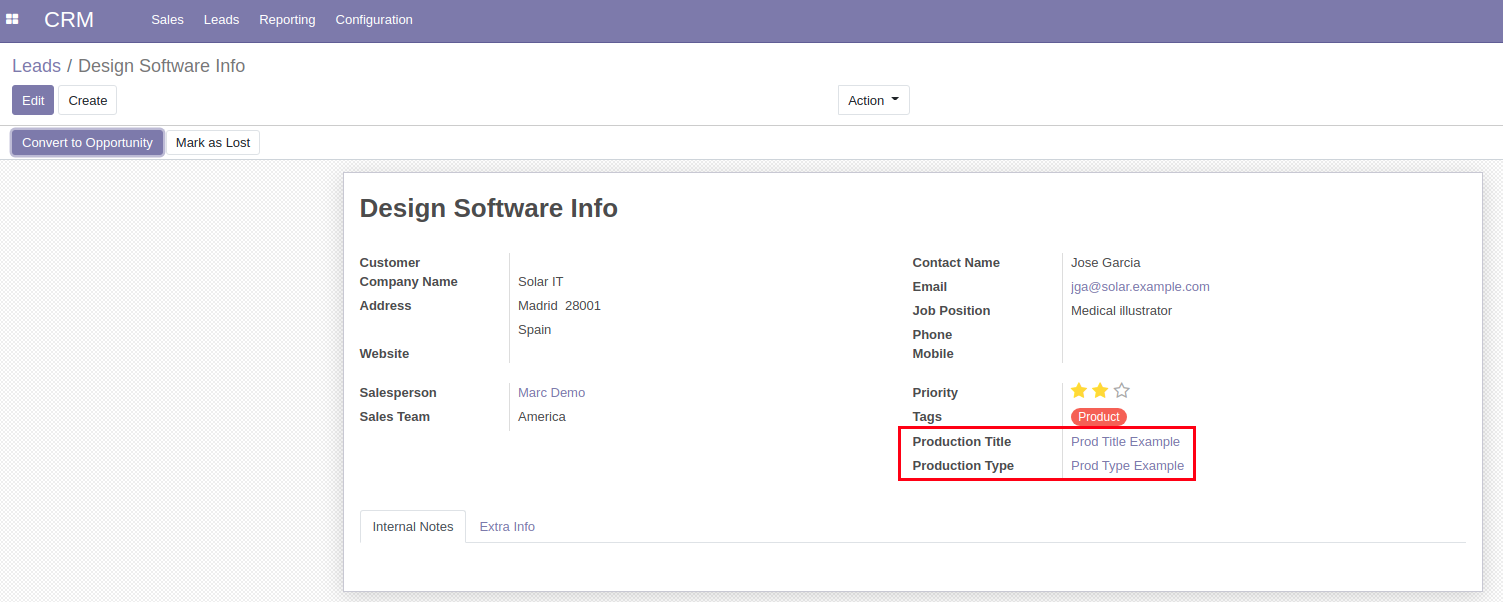 CRM Sales Leads Reporting Configuration
Leads / Design Software Info
Edit Create Action
Convert to Opportunity Mark as Lost
Design Software Info
Customer
Company Name Solar IT
Address Madrid 28001
Spain
Website
Contact Name Jose Garcia
Email jga@solar.example.com
Job Position Medical illustrator
Phone
Mobile
Salesperson Marc Demo
Sales Team America
Priority
Tags Product
Production Title Prod Title Example
Production Type Prod Type Example
Internal Notes Extra Info